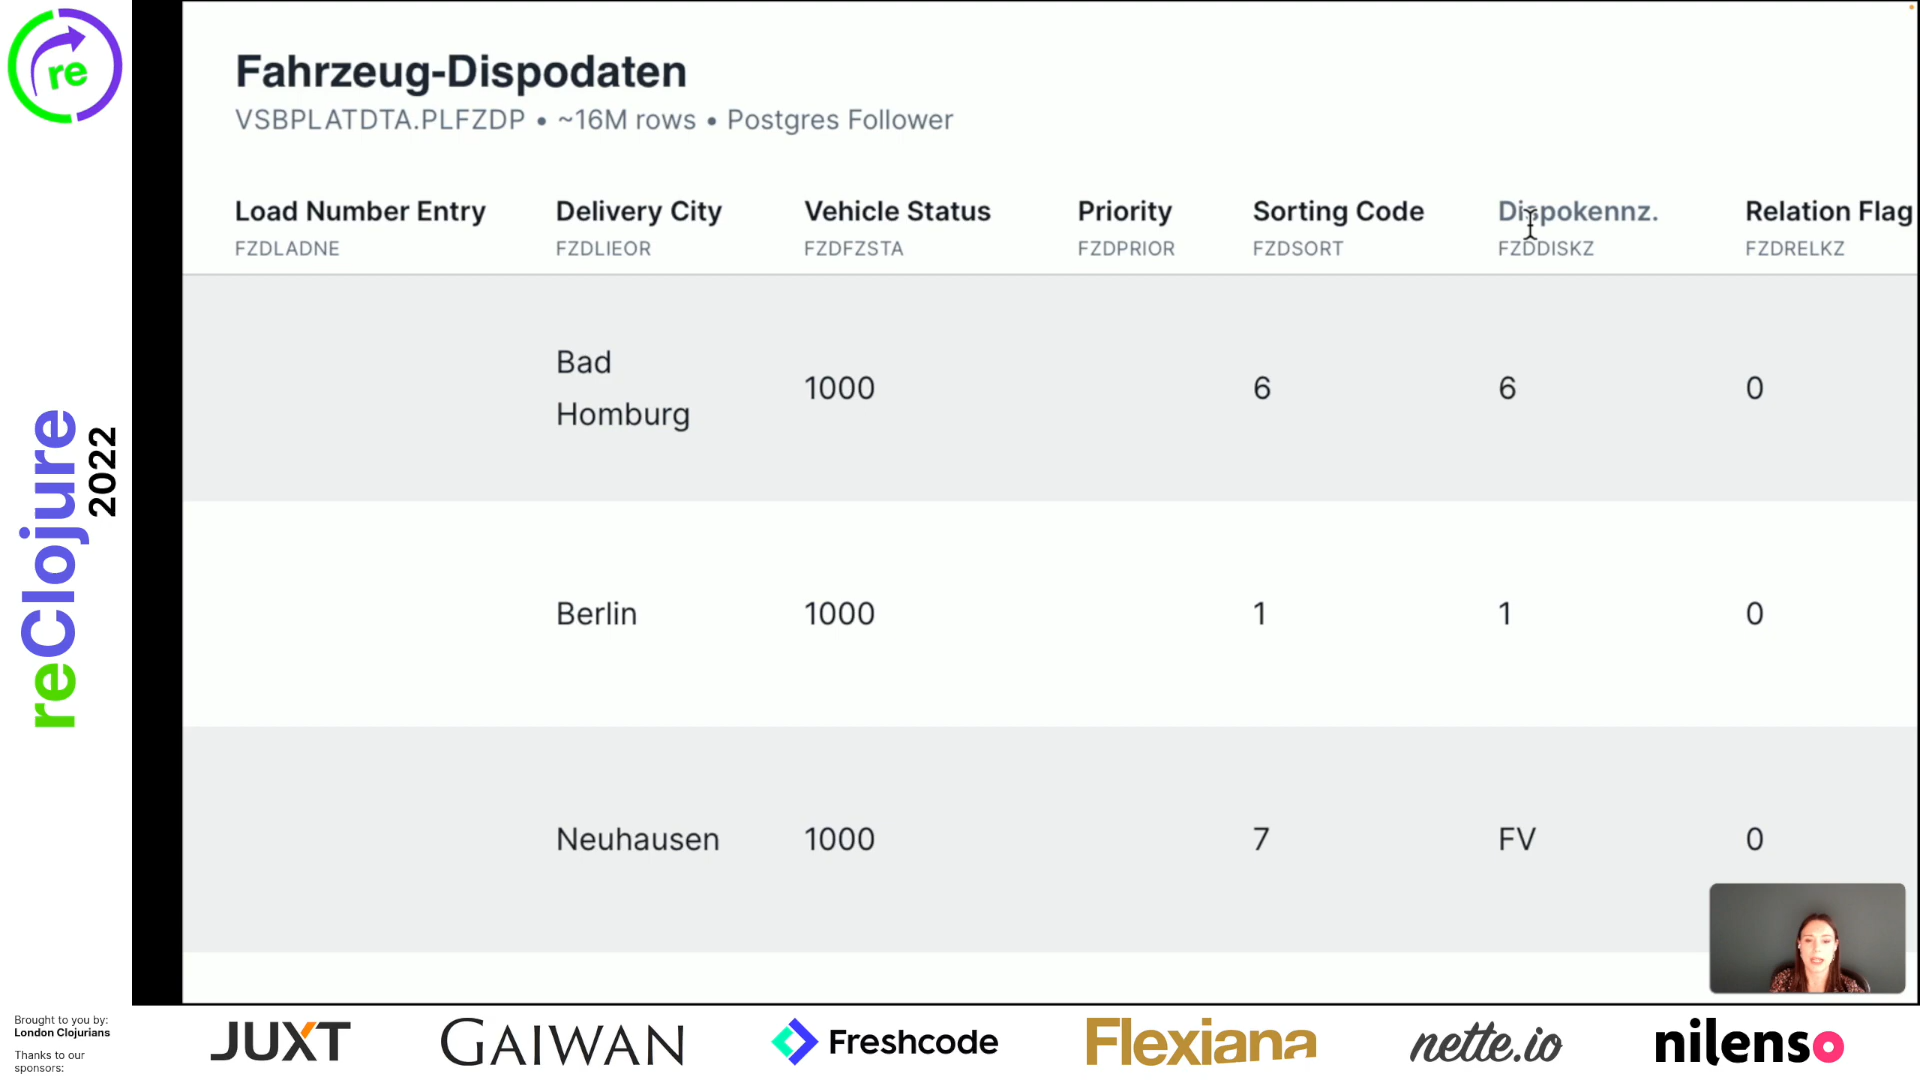 re
reClojure
2022
Fahrzeug-Dispodaten
VSBPLATDTA.PLFZDP • ~16M rows • Postgres Follower
Load Number Entry Delivery City Vehicle Status Priority Sorting Code Dispokennz. Relation Flag
FZDLADNE FZDLIEOR FZDFZSTA FZDPRIOR FZDSORT FZDDISKZ FZDRELKZ
Bad
Homburg 1000 6 6 0
Berlin 1000 1 1 0
Neuhausen 1000 7 FV 0
Brought to you by:
London Clojurians
Thanks to our
sponsors:
JUXT GAIWAN Freshcode Flexiana nette.io nilenso